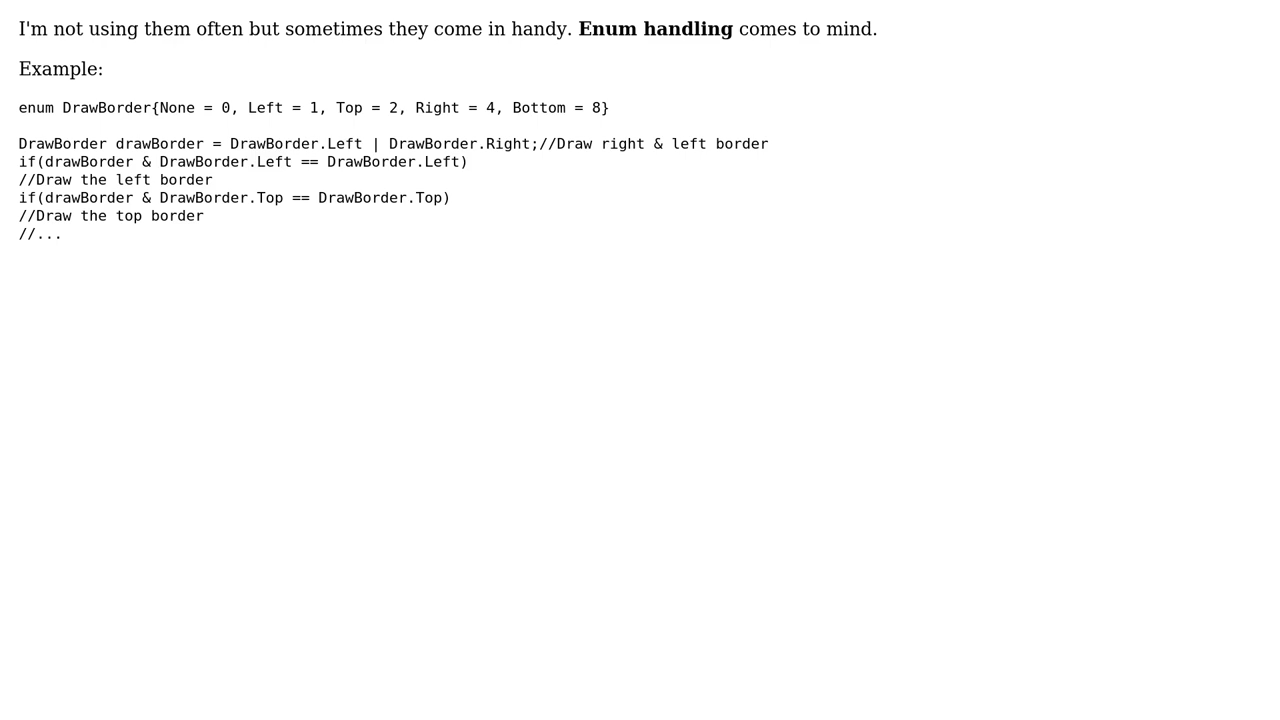 I'm not using them often but sometimes they come in handy. Enum handling comes to mind.
Example:
enum DrawBorder{None = 0, Left = 1, Top = 2, Right = 4, Bottom = 8}
DrawBorder drawBorder = DrawBorder.Left | DrawBorder.Right;//Draw right & left border
if(drawBorder & DrawBorder.Left == DrawBorder.Left)
//Draw the left border
if(drawBorder & DrawBorder.Top == DrawBorder.Top)
//Draw the top border
//...